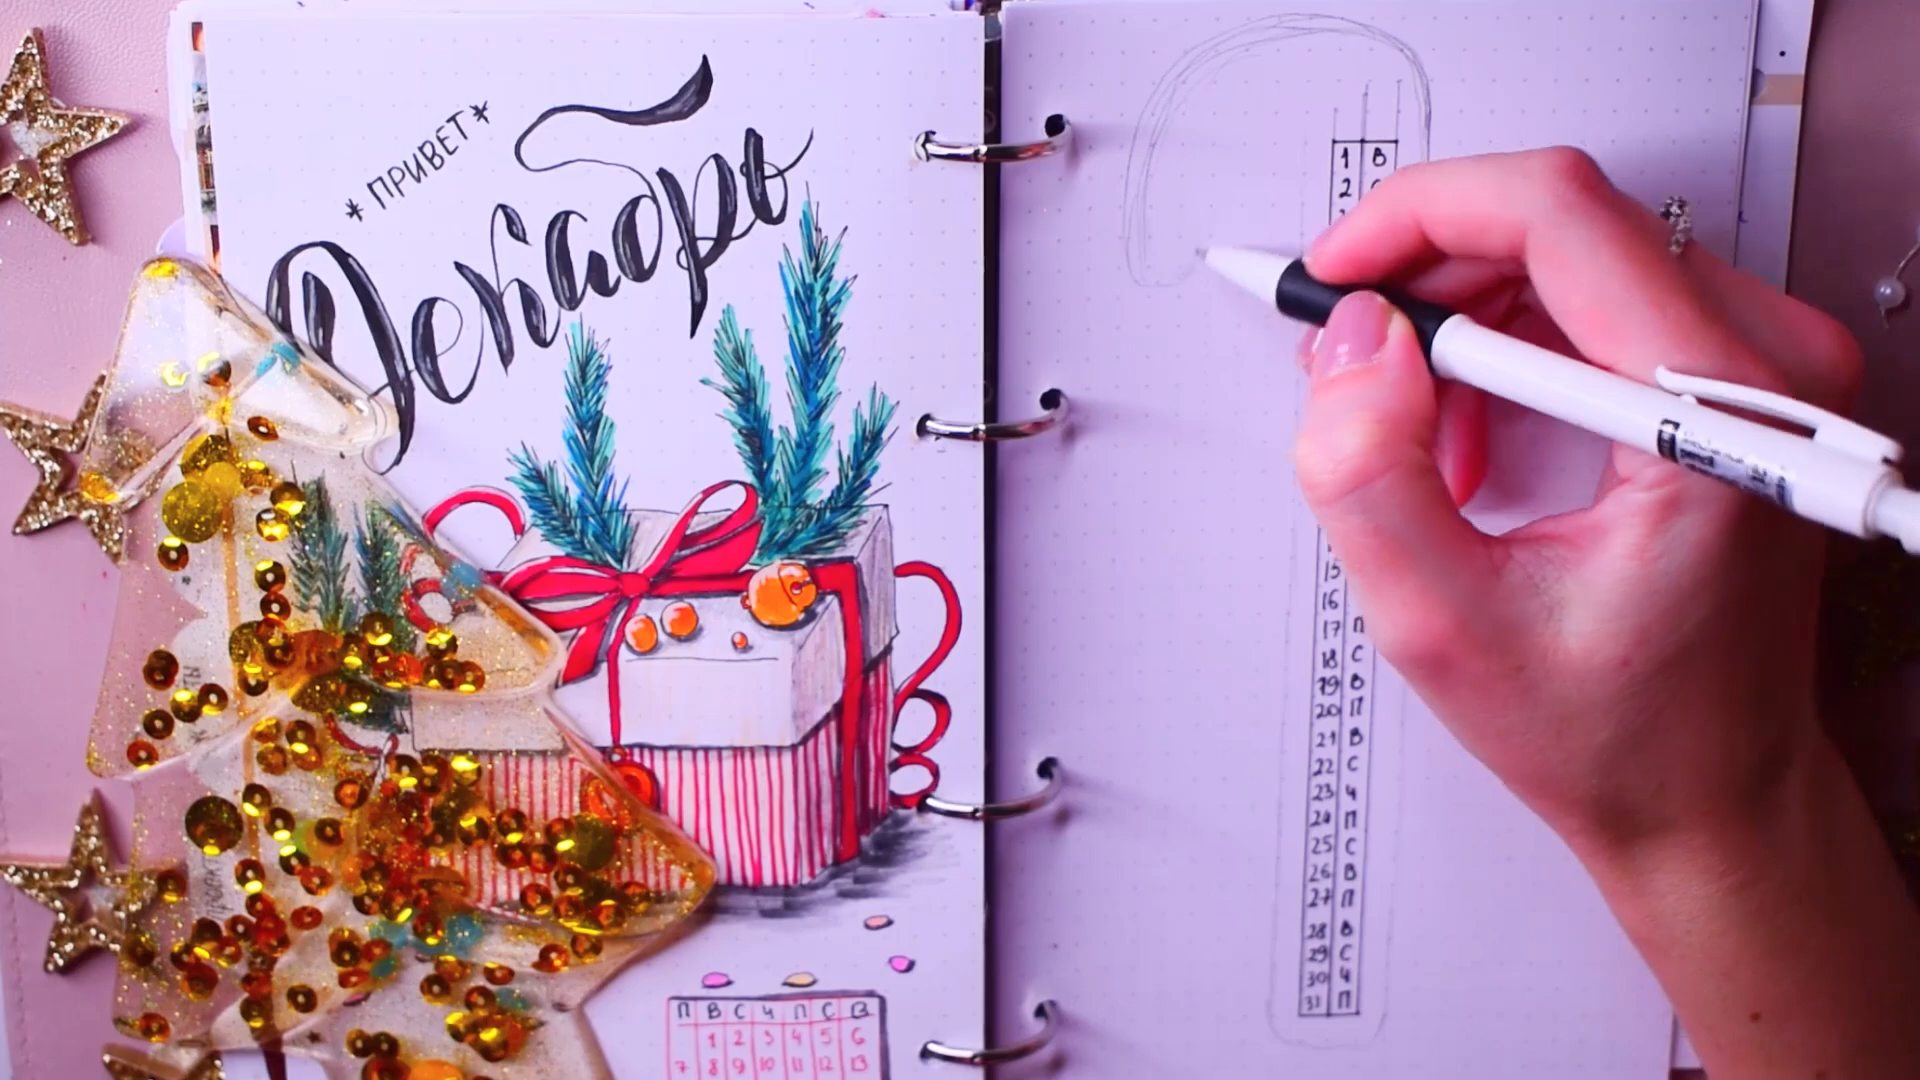 * ПРИВЕТ *
Декабрь
П В С Ч П С В
1 2 3 4 5 6
7 8 9 10 11 12 13
1 В
2
15
16
17 П
18 С
19 В
20 П
21 В
22 С
23 Ч
24 П
25 С
26 В
27 П
28 В
29 С
30 Ч
31 П